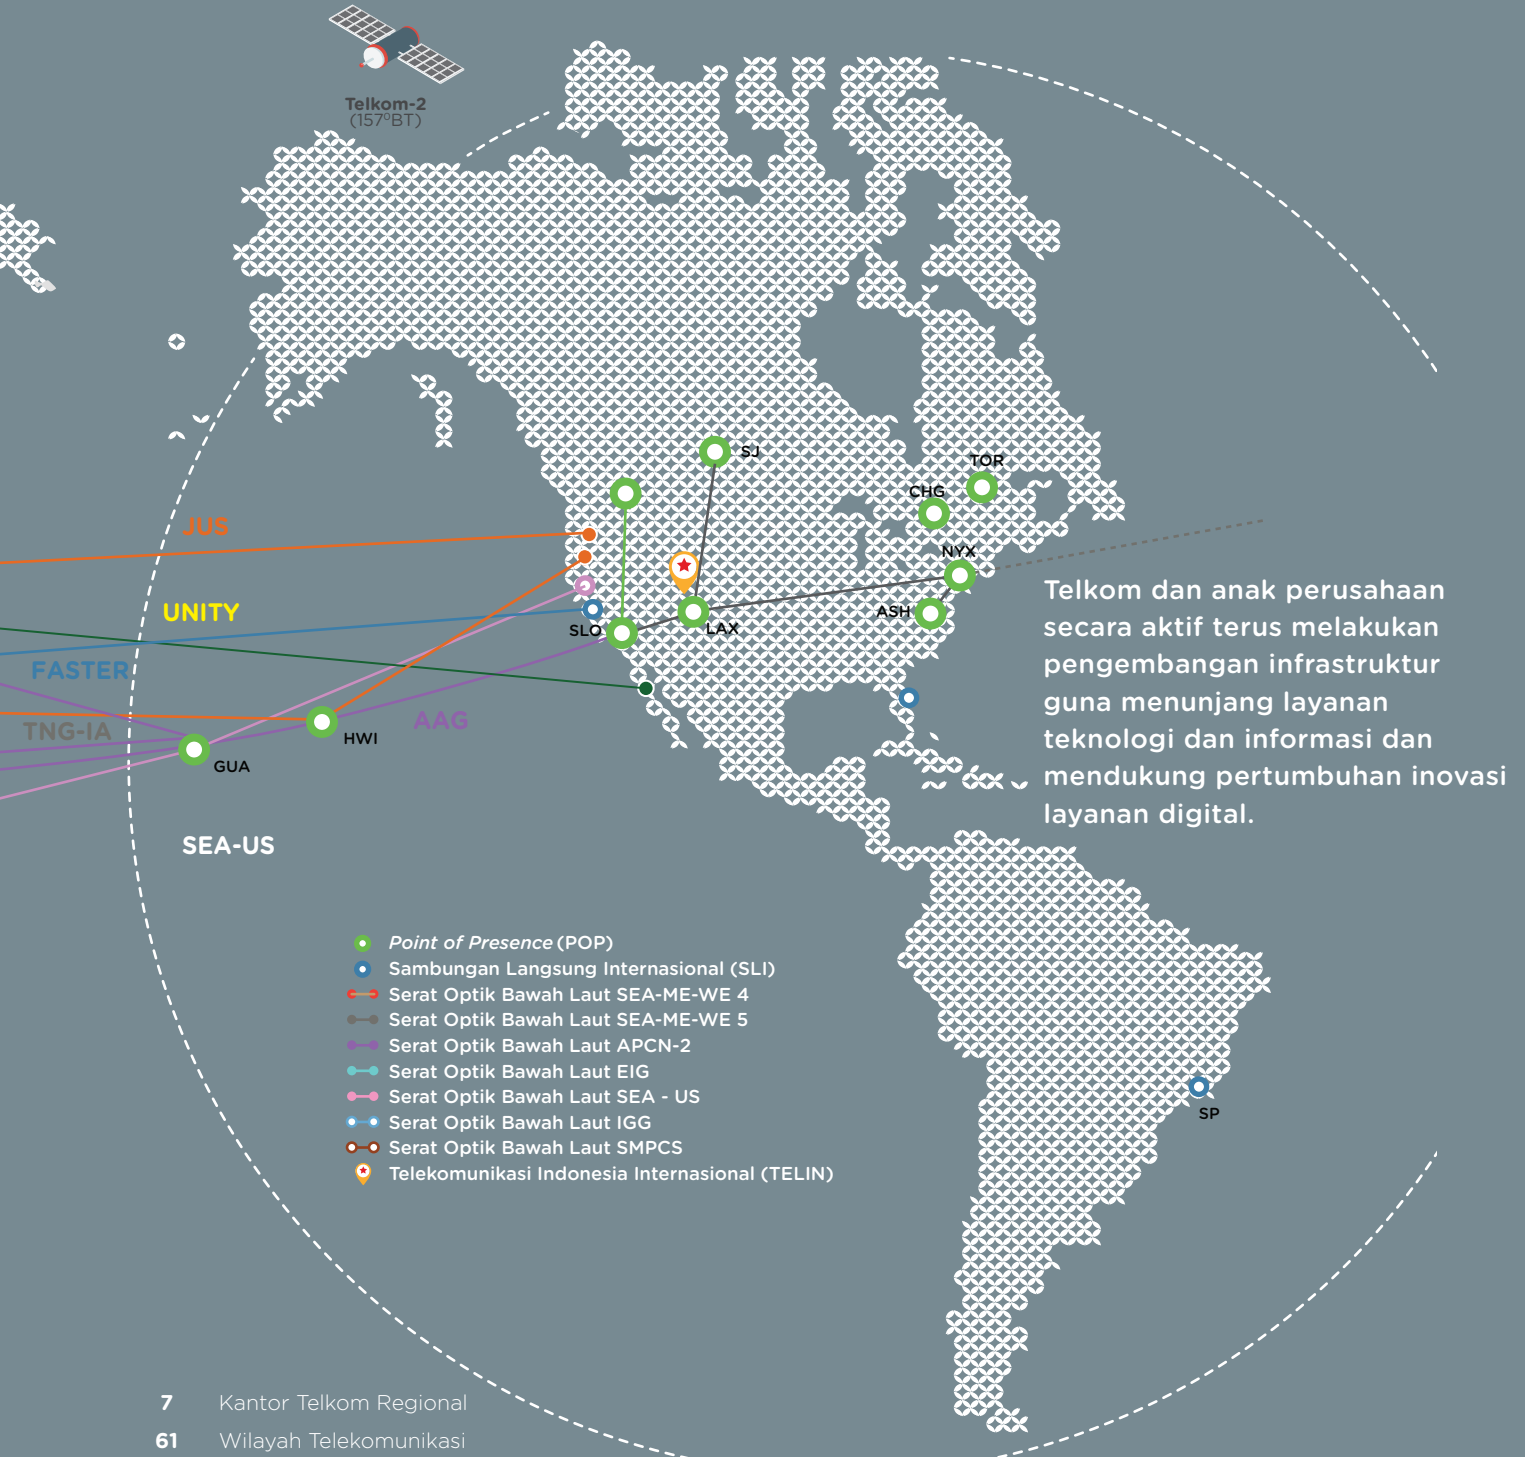 Telkom-2
(157⁰BT)
SJ
TOR
CHG
JUS
NYX
UNITY
ASH
SLO
LAX
FASTER
AAG
TNG-IA
HWI
GUA
SEA-US
Telkom dan anak perusahaan
secara aktif terus melakukan
pengembangan infrastruktur
guna menunjang layanan
teknologi dan informasi dan
mendukung pertumbuhan inovasi
layanan digital.
Point of Presence (POP)
Sambungan Langsung Internasional (SLI)
Serat Optik Bawah Laut SEA-ME-WE 4
Serat Optik Bawah Laut SEA-ME-WE 5
Serat Optik Bawah Laut APCN-2
Serat Optik Bawah Laut EIG
Serat Optik Bawah Laut SEA - US
Serat Optik Bawah Laut IGG
Serat Optik Bawah Laut SMPCS
Telekomunikasi Indonesia Internasional (TELIN)
SP
7 Kantor Telkom Regional
61 Wilayah Telekomunikasi